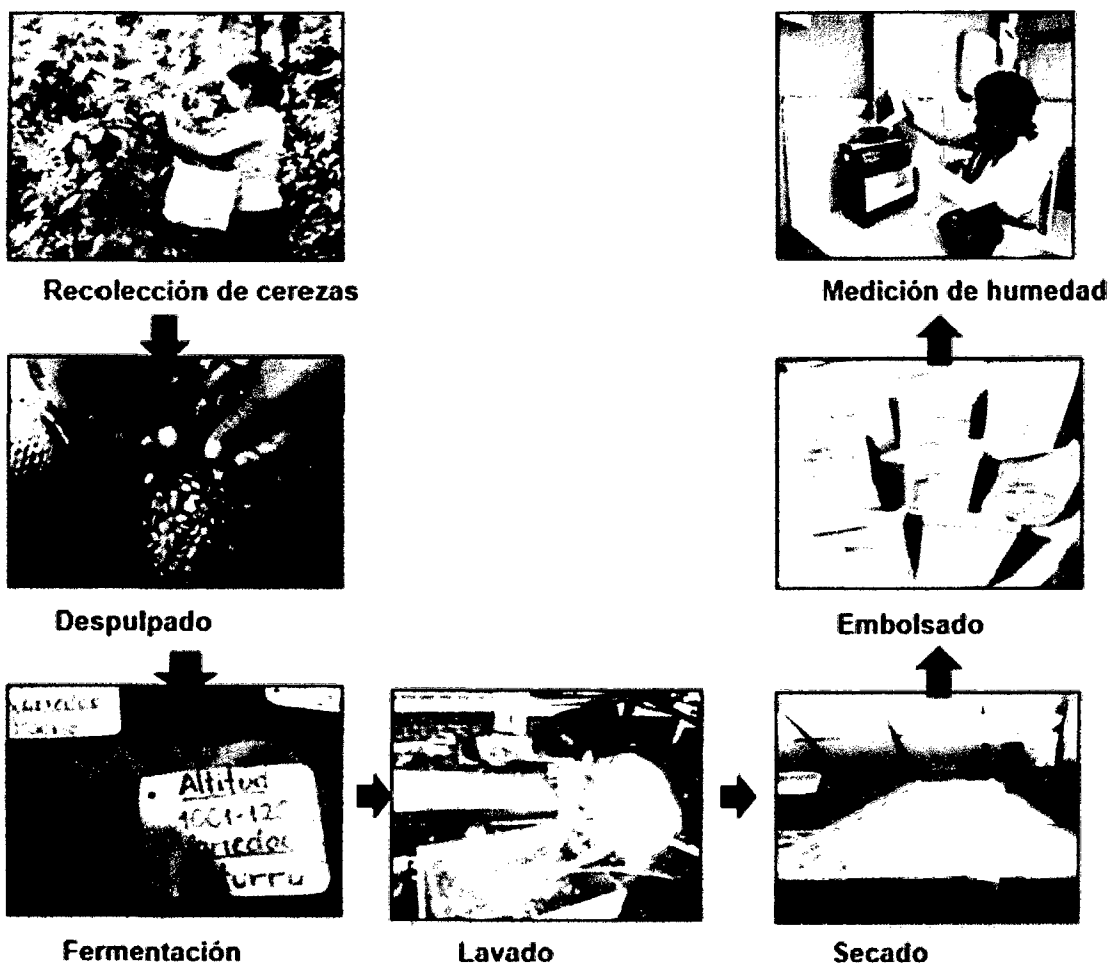 Recolección de cerezas
Despulpado
Altitud
Fermentación
Lavado
Secado
Embolsado
Medición de humedad